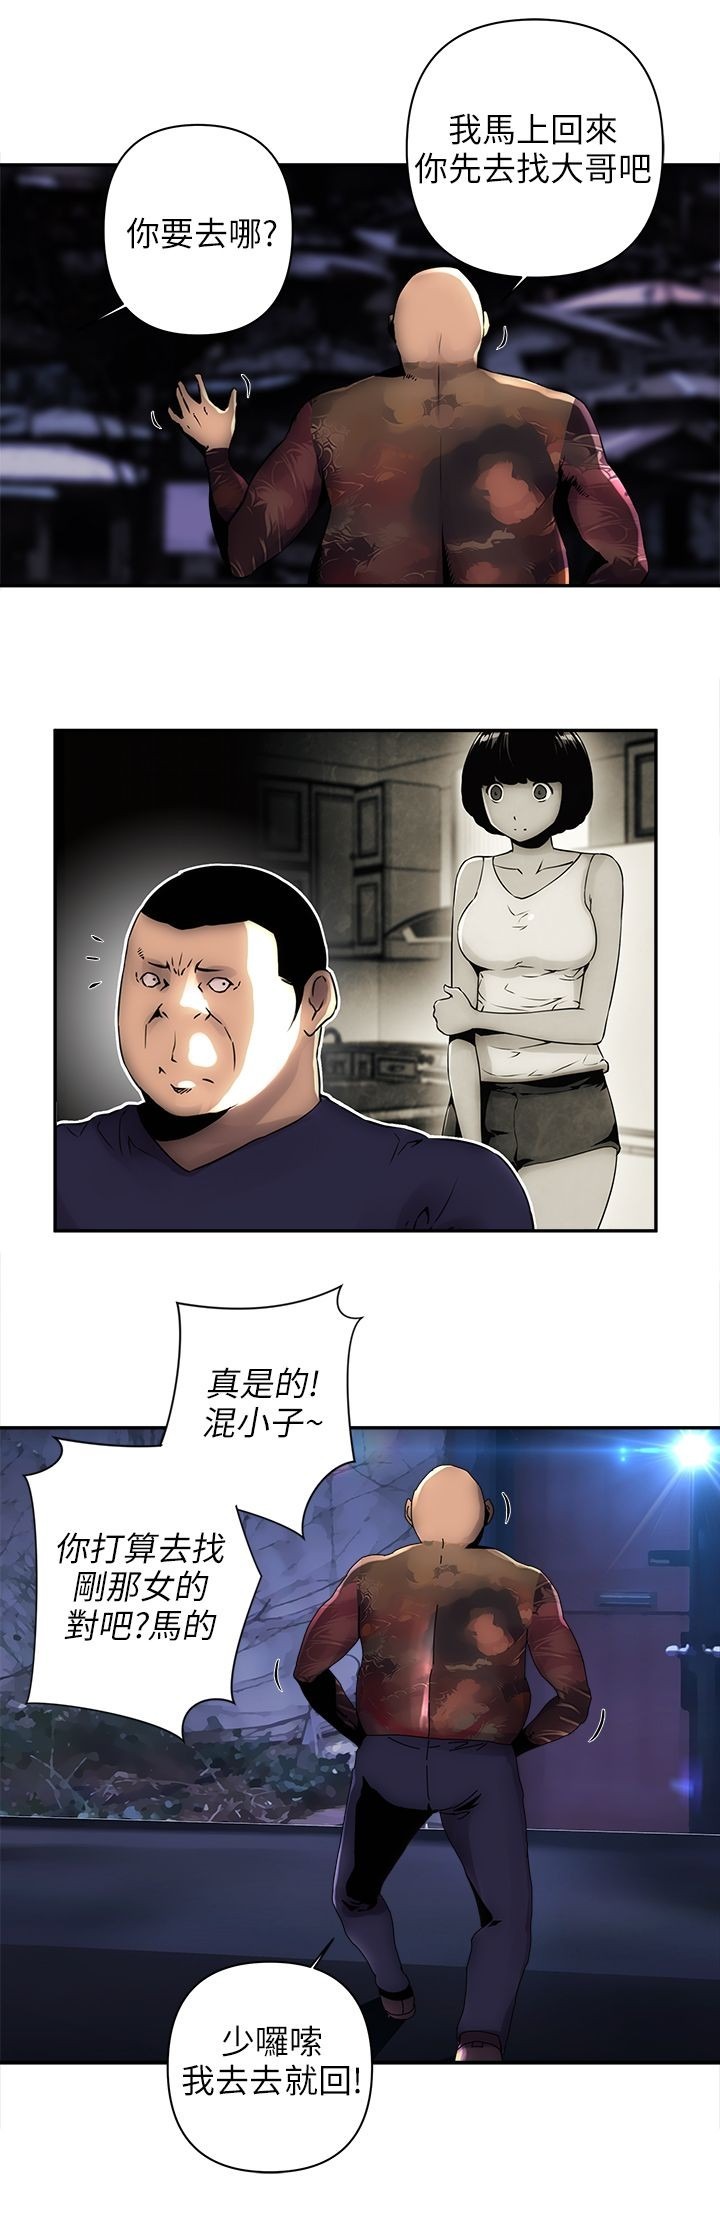 我馬上回來
你先去找大哥吧
你要去哪?
真是的!
混小子~
你打算去找
剛那女的
對吧?馬的
少囉嗦
我去去就回!